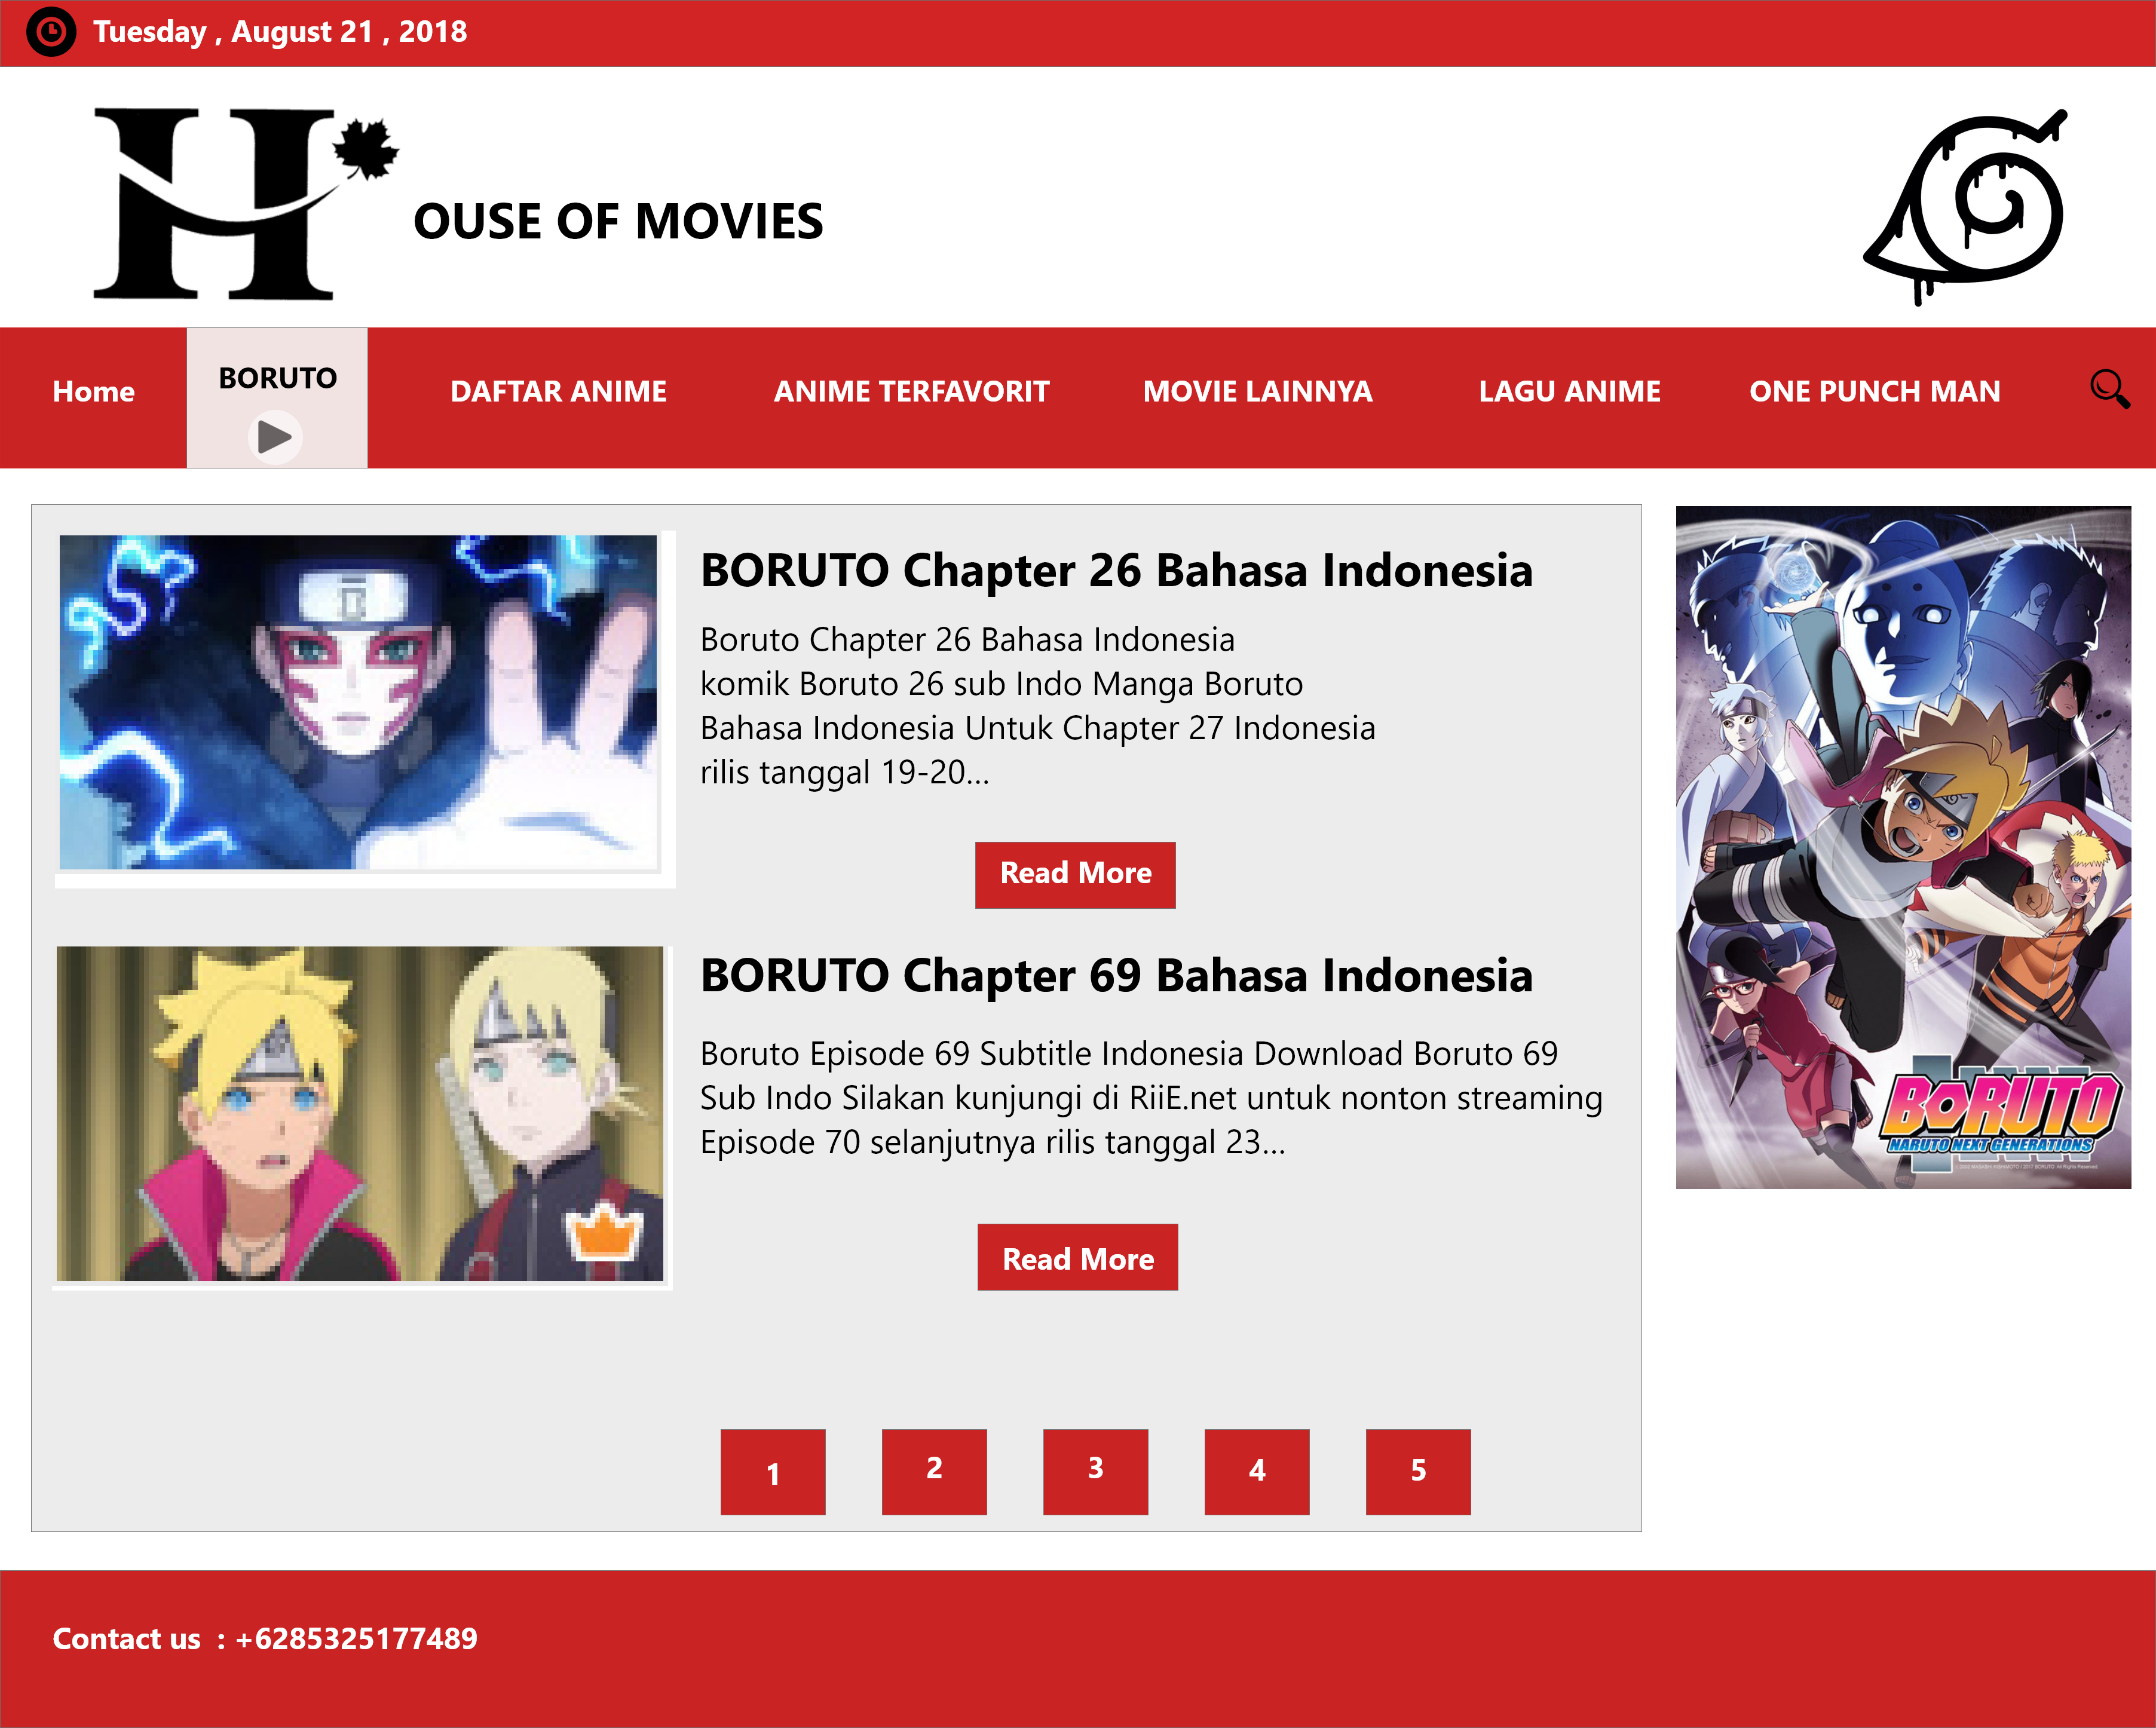 Tuesday , August 21 , 2018
H
OUSE OF MOVIES
Home
BORUTO
DAFTAR ANIME
ANIME TERFAVORIT
MOVIE LAINNYA
LAGU ANIME
ONE PUNCH MAN
BORUTO Chapter 26 Bahasa Indonesia
Boruto Chapter 26 Bahasa Indonesia
komik Boruto 26 sub Indo Manga Boruto
Bahasa Indonesia Untuk Chapter 27 Indonesia
rilis tanggal 19-20...
Read More
BORUTO Chapter 69 Bahasa Indonesia
Boruto Episode 69 Subtitle Indonesia Download Boruto 69
Sub Indo Silakan kunjungi di RiiE.net untuk nonton streaming
Episode 70 selanjutnya rilis tanggal 23...
Read More
BORUTO
NARUTO NEXT GENERATIONS
1
2
3
4
5
Contact us  : +6285325177489